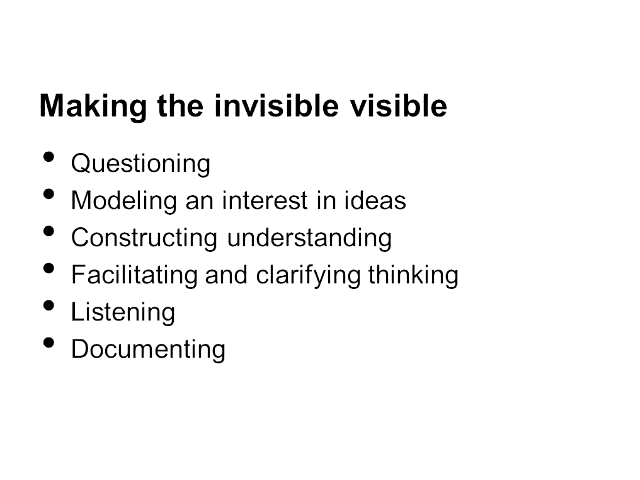 Making the invisible visible
• Questioning
• Modeling an interest in ideas
• Constructing understanding
• Facilitating and clarifying thinking
• Listening
• Documenting